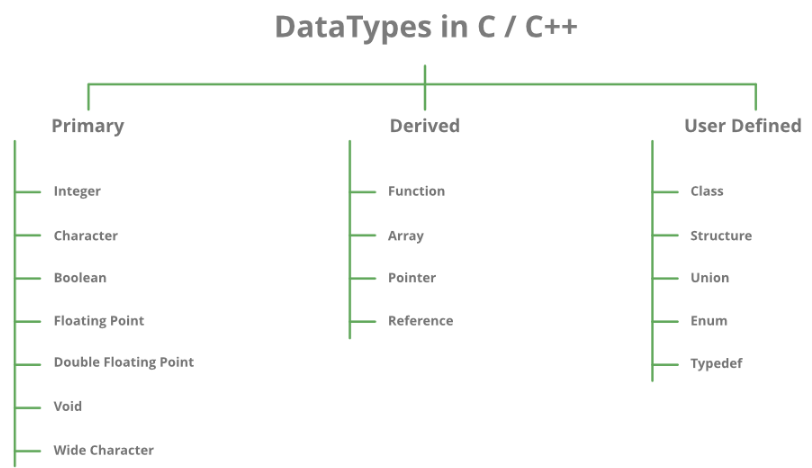 DataTypes in C / C++
Primary
Integer
Character
Boolean
Floating Point
Double Floating Point
Void
Wide Character
Derived
Function
Array
Pointer
Reference
User Defined
Class
Structure
Union
Enum
Typedef